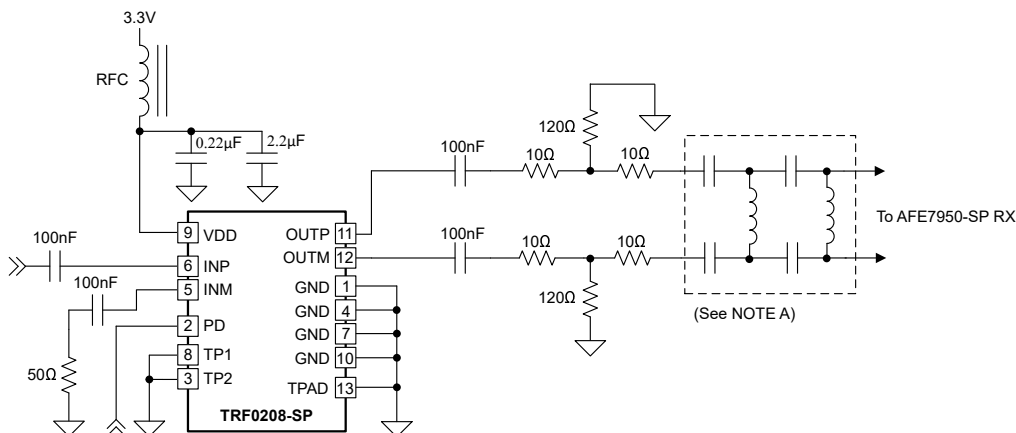 3.3V
RFC
0.22µF
2.2µF
100nF
10Ω
120Ω
10Ω
To AFE7950-SP RX
100nF
10Ω
10Ω
120Ω
(See NOTE A)
100nF
100nF
50Ω
9 VDD
6 INP
5 INM
2 PD
8 TP1
3 TP2
OUTP 11
OUTM 12
GND 1
GND 4
GND 7
GND 10
TPAD 13
TRF0208-SP